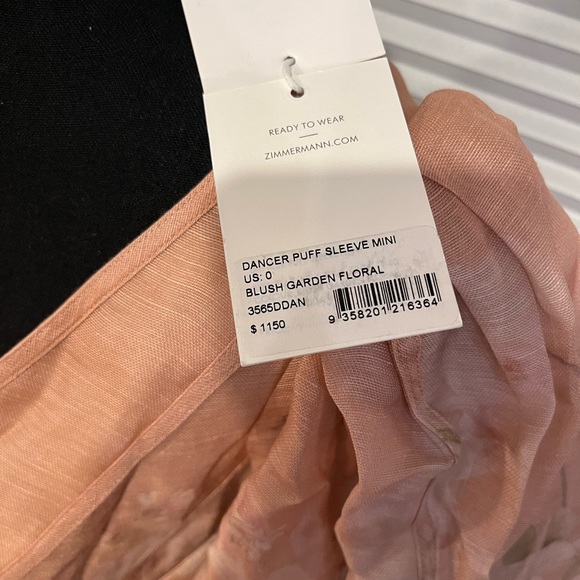 READY TO WEAR
ZIMMERMANN.COM
DANCER PUFF SLEEVE MINI
US: 0
BLUSH GARDEN FLORAL
3565DDAN
$ 1150
9 358201 216364